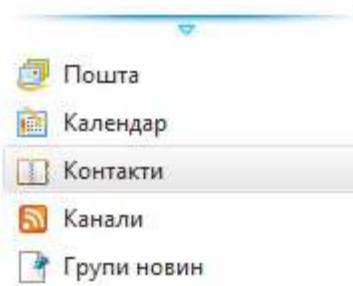 Пошта
Календар
Контакти
Канали
Групи новин